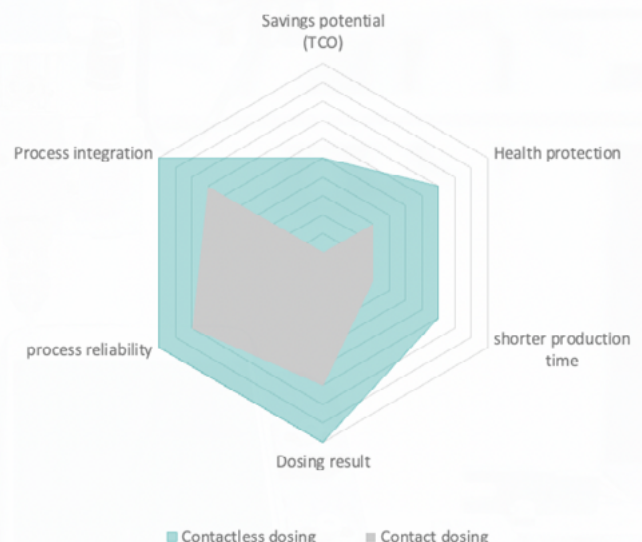 Savings potential
(TCO)
Process integration
Health protection
process reliability
shorter production
time
Dosing result
Contactless dosing
Contact dosing